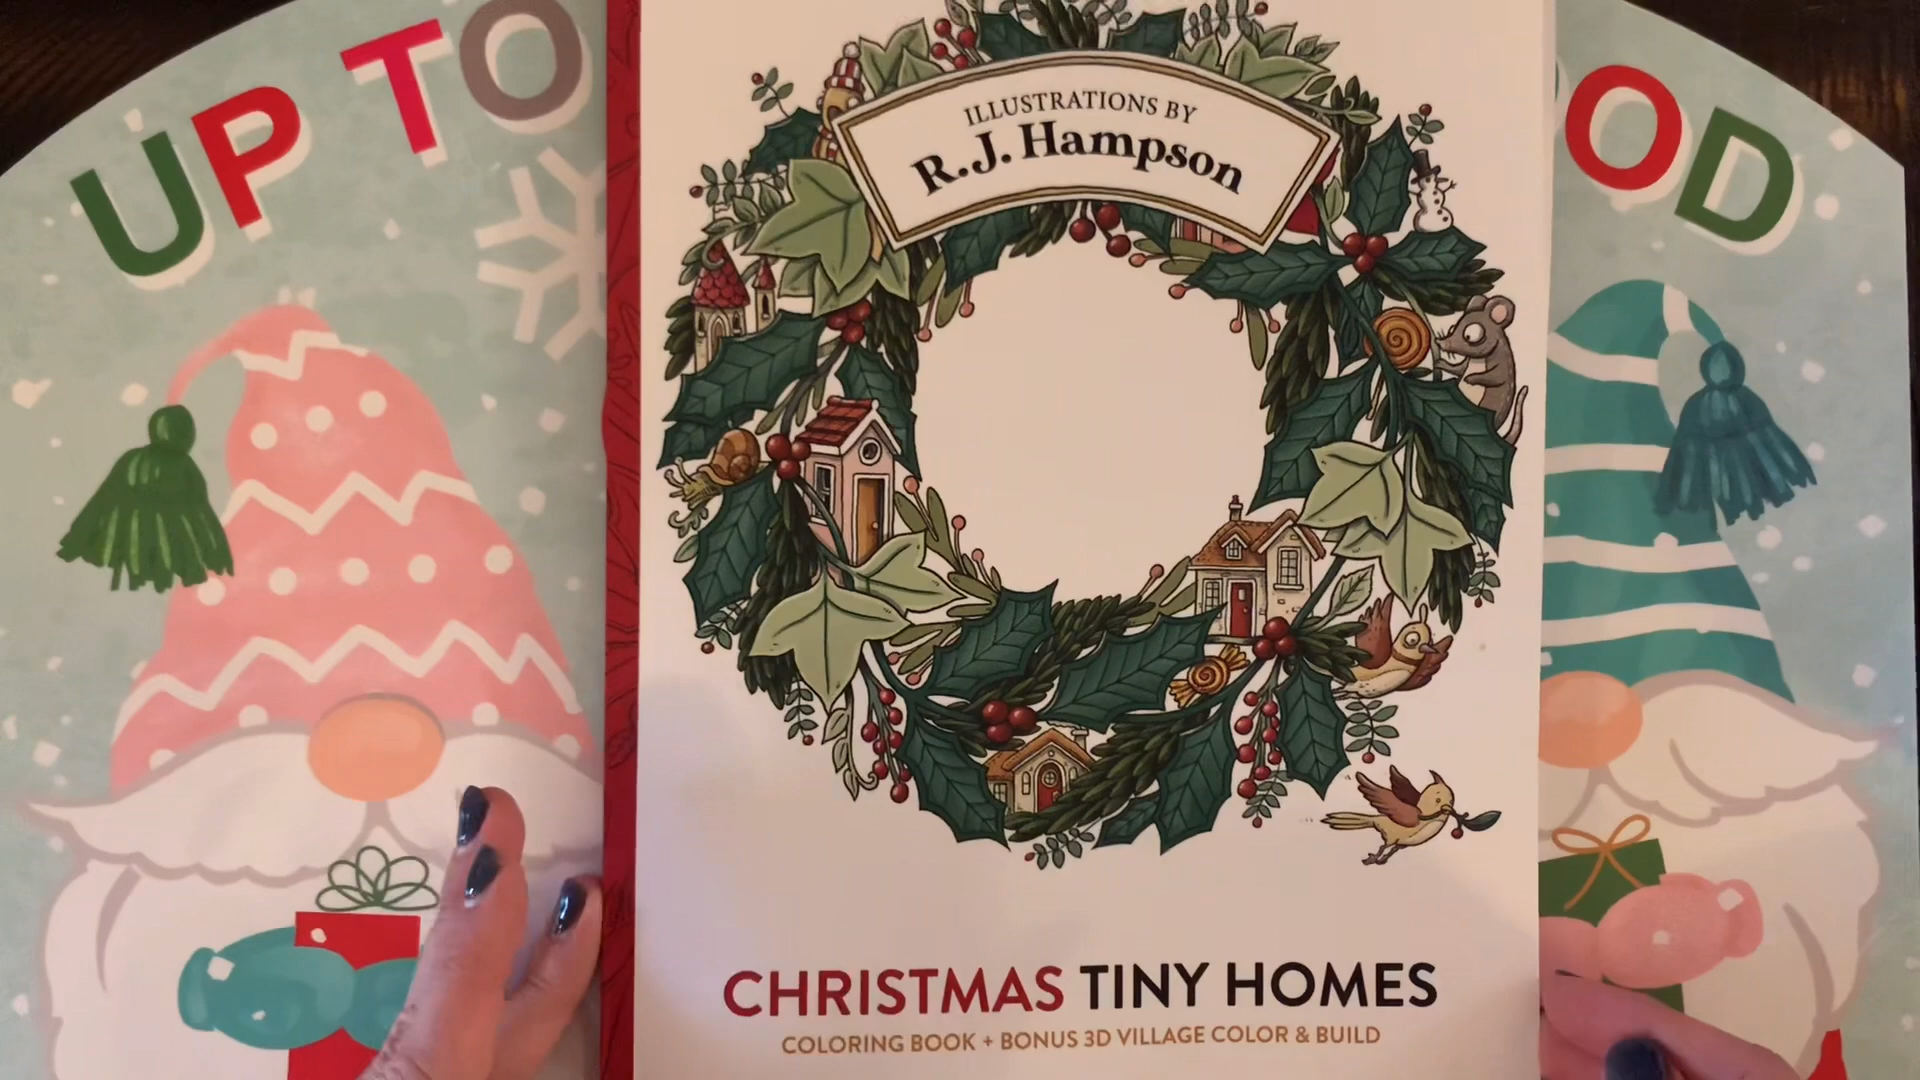 UP TO
OD
ILLUSTRATIONS BY
R.J. Hampson
CHRISTMAS TINY HOMES
COLORING BOOK + BONUS 3D VILLAGE COLOR & BUILD